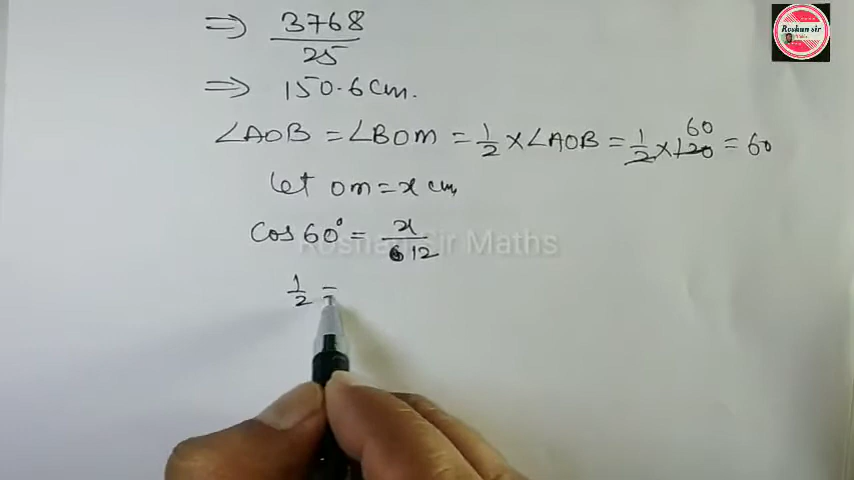 Roshan sir
⇒ 3768/25
⇒ 150.6 cm.
∠AOB = ∠BOM = 1/2 × ∠AOB = 1/2 × 120 60 = 60
Let om = x cm,
Cos 60° = x/12
Roshan Sir Maths
1/2 =